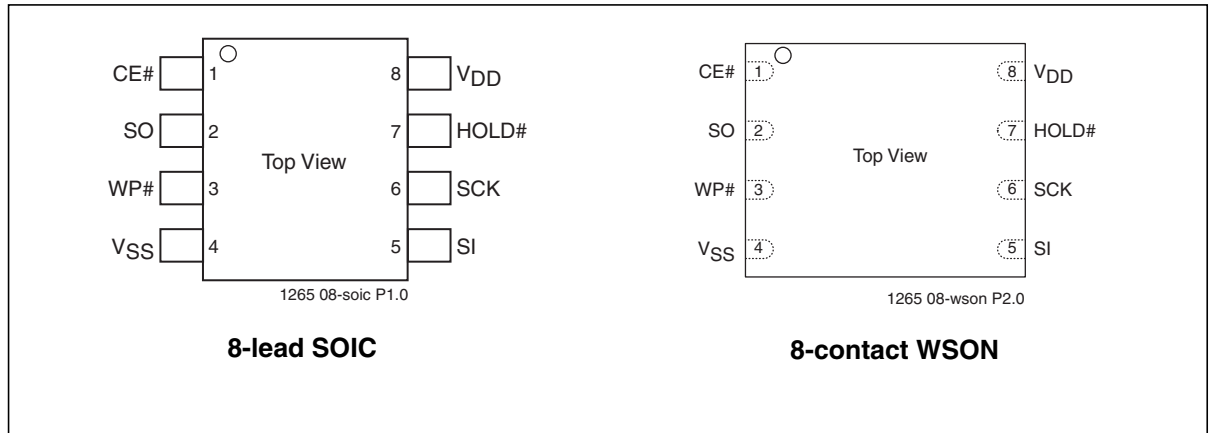 CE# 1 8 VDD
SO 2 7 HOLD#
Top View
WP# 3 6 SCK
VSS 4 5 SI
1265 08-soic P1.0
8-lead SOIC
CE# 1 8 VDD
SO 2 7 HOLD#
Top View
WP# 3 6 SCK
VSS 4 5 SI
1265 08-wson P2.0
8-contact WSON